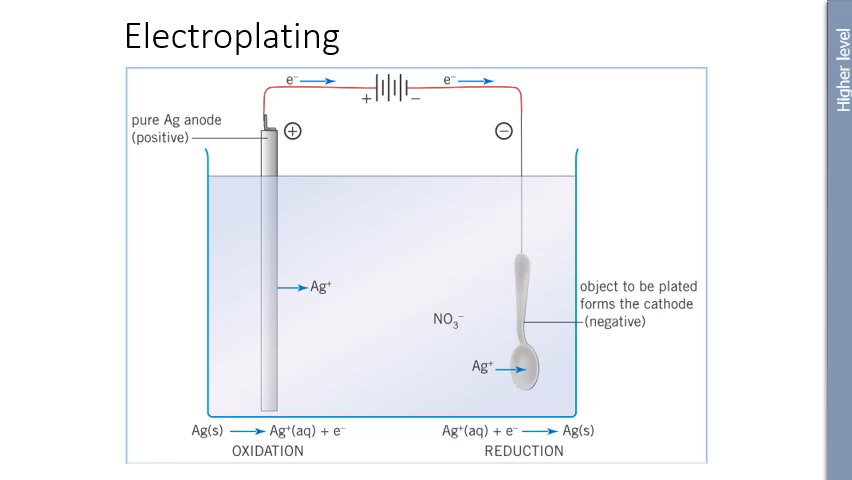 Electroplating
Higher level
e⁻ e⁻
+ −
pure Ag anode
(positive)
+ −
Ag⁺
object to be plated
forms the cathode
(negative)
NO₃⁻
Ag⁺
Ag(s) → Ag⁺(aq) + e⁻
OXIDATION
Ag⁺(aq) + e⁻ → Ag(s)
REDUCTION